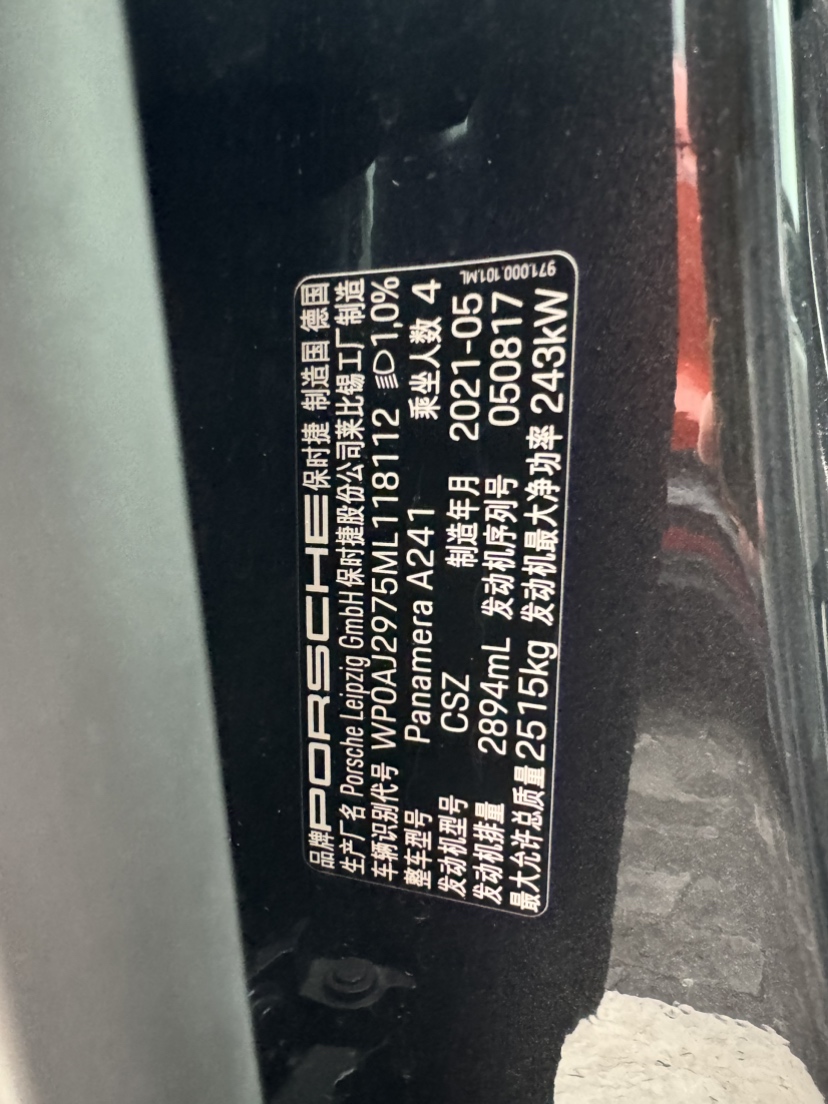 品牌 PORSCHE 保时捷 制造国 德国
生产厂名 Porsche Leipzig GmbH 保时捷股份公司莱比锡工厂制造
车辆识别代号 WP0AJ2975ML118112 1,0%
整车型号 Panamera A241 乘坐人数 4
发动机型号 CSZ 制造年月 2021-05
发动机排量 2894mL 发动机序列号 050817
最大允许总质量 2515kg 发动机最大净功率 243kW
971.000.101.ML